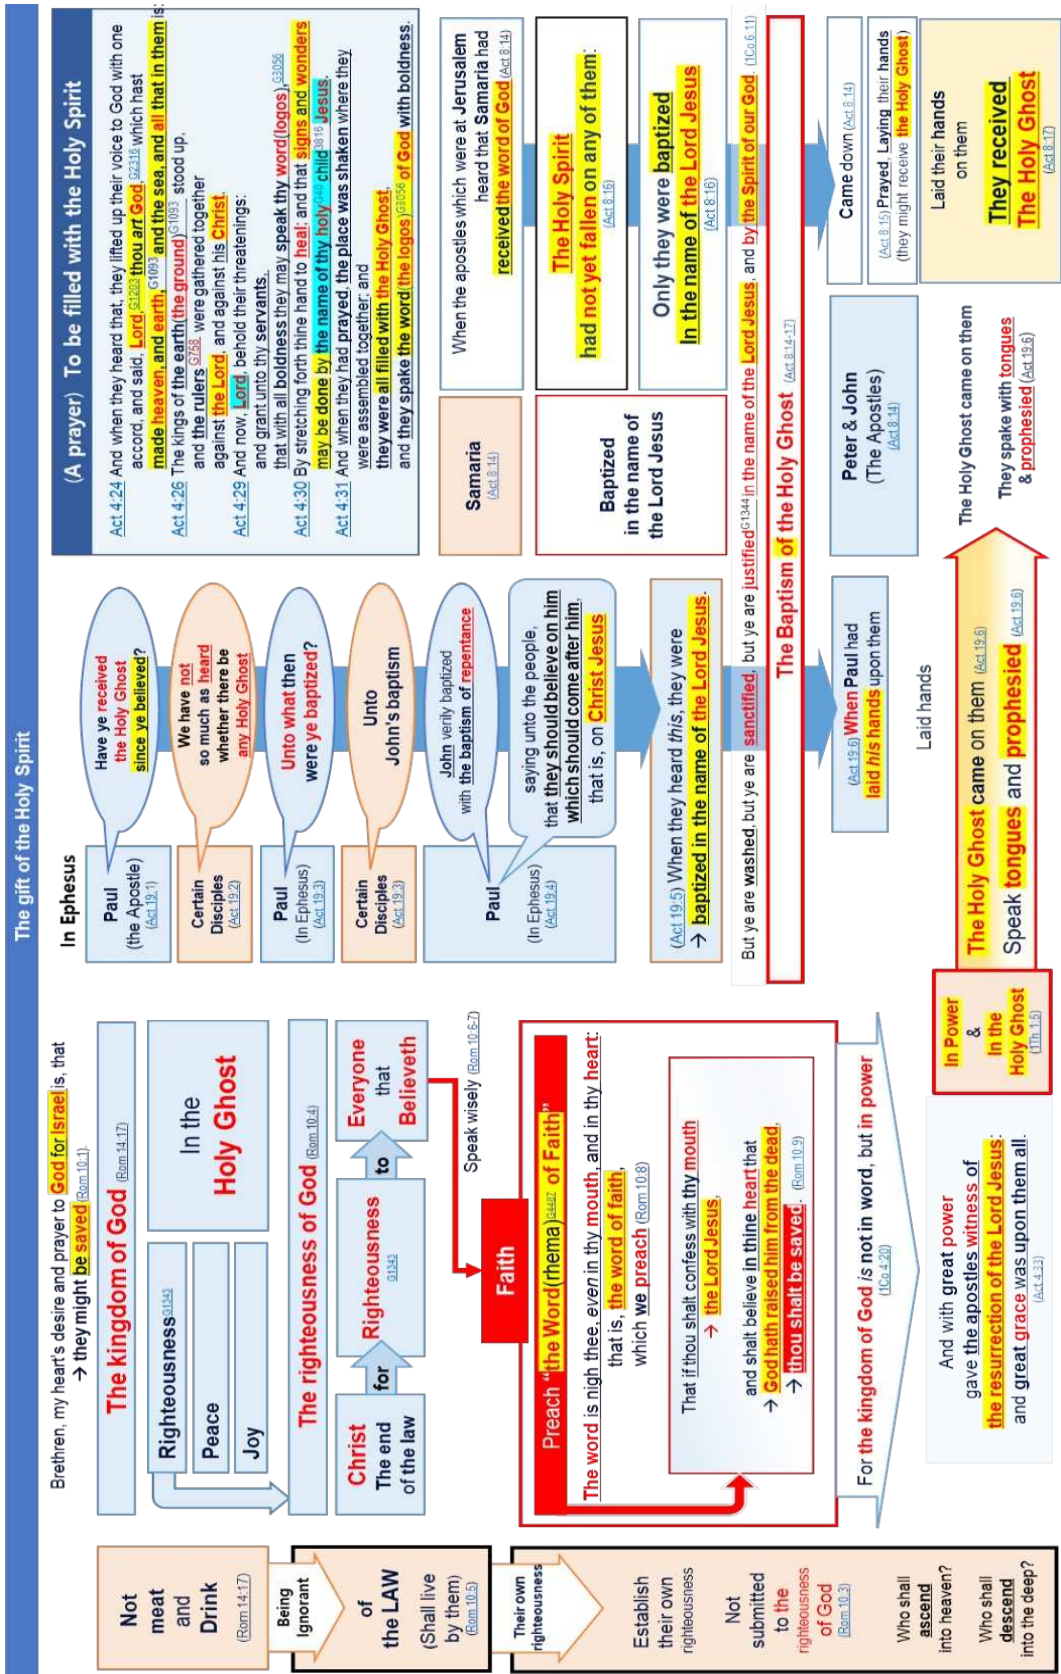 The gift of the Holy Spirit
Not
meat
and
Drink
(Rom 14:17)
Being
Ignorant
of
the LAW
(Shall live
by them)
(Rom 10:5)
Their own
righteousness
Establish
their own
righteousness
Not
submitted
to the
righteousness
of God
(Rom 10:3)
Who shall
ascend
into heaven?
Who shall
descend
into the deep?
Brethren, my heart's desire and prayer to God for Israel is, that
→ they might be saved (Rom 10:1).
The kingdom of God (Rom 14:17)
Righteousness G1343
Peace
Joy
In the
Holy Ghost
The righteousness of God (Rom 10:4)
Christ
The end
of the law
for
Righteousness
G1343
to
Everyone
that
Believeth
Speak wisely (Rom 10:6-7)
Faith
Preach "the Word(rhema)G4487 of Faith"
The word is nigh thee, even in thy mouth, and in thy heart:
that is, the word of faith,
which we preach (Rom 10:8)
That if thou shalt confess with thy mouth
→ the Lord Jesus,
and shalt believe in thine heart that
→ God hath raised him from the dead,
→ thou shalt be saved. (Rom 10:9)
For the kingdom of God is not in word, but in power
(1Co 4:20)
And with great power
gave the apostles witness of
the resurrection of the Lord Jesus:
and great grace was upon them all.
(Act 4:33)
In Power
&
In the
Holy Ghost
(1Th 1:5)
In Ephesus
Paul
(the Apostle)
(Act 19:1)
Have ye received
the Holy Ghost
since ye believed?
Certain
Disciples
(Act 19:2)
We have not
so much as heard
whether there be
any Holy Ghost
Paul
(In Ephesus)
(Act 19:3)
Unto what then
were ye baptized?
Certain
Disciples
(Act 19:3)
Unto
John's baptism
Paul
(In Ephesus)
(Act 19:4)
John verily baptized
with the baptism of repentance
saying unto the people,
that they should believe on him
which should come after him,
that is, on Christ Jesus
(Act 19:5) When they heard this, they were
→ baptized in the name of the Lord Jesus.
But ye are washed, but ye are sanctified, but ye are justifiedG1344 in the name of the Lord Jesus, and by the Spirit of our God. (1Co 6:11)
The Baptism of the Holy Ghost (Act 8:14-17)
(Act 19:6) When Paul had
laid his hands upon them
Laid hands
The Holy Ghost came on them (Act 19:6)
Speak tongues and prophesied (Act 19:6)
(A prayer) To be filled with the Holy Spirit
Act 4:24 And when they heard that, they lifted up their voice to God with one
accord, and said, Lord,G1203 thou art God,G2316 which hast
made heaven, and earth,G1093 and the sea, and all that in them is:
Act 4:26 The kings of the earth(the ground)G1093 stood up,
and the rulers G758 were gathered together
against the Lord, and against his Christ.
Act 4:29 And now, Lord, behold their threatenings:
and grant unto thy servants,
that with all boldness they may speak thy word(logos),G3056
Act 4:30 By stretching forth thine hand to heal; and that signs and wonders
may be done by the name of thy holyG40 child3816 Jesus.
Act 4:31 And when they had prayed, the place was shaken where they
were assembled together; and
they were all filled with the Holy Ghost,
and they spake the word(the logos)G3056 of God with boldness.
Samaria
(Act 8:14)
When the apostles which were at Jerusalem
heard that Samaria had
received the word of God (Act 8:14)
Baptized
in the name of
the Lord Jesus
The Holy Spirit
had not yet fallen on any of them:
(Act 8:16)
Only they were baptized
In the name of the Lord Jesus
(Act 8:16)
Peter & John
(The Apostles)
(Act 8:14)
Came down (Act 8:14)
(Act 8:15) Prayed, Laying their hands
(they might receive the Holy Ghost)
Laid their hands
on them
They received
The Holy Ghost
(Act 8:17)
The Holy Ghost came on them
They spake with tongues
& prophesied (Act 19:6)